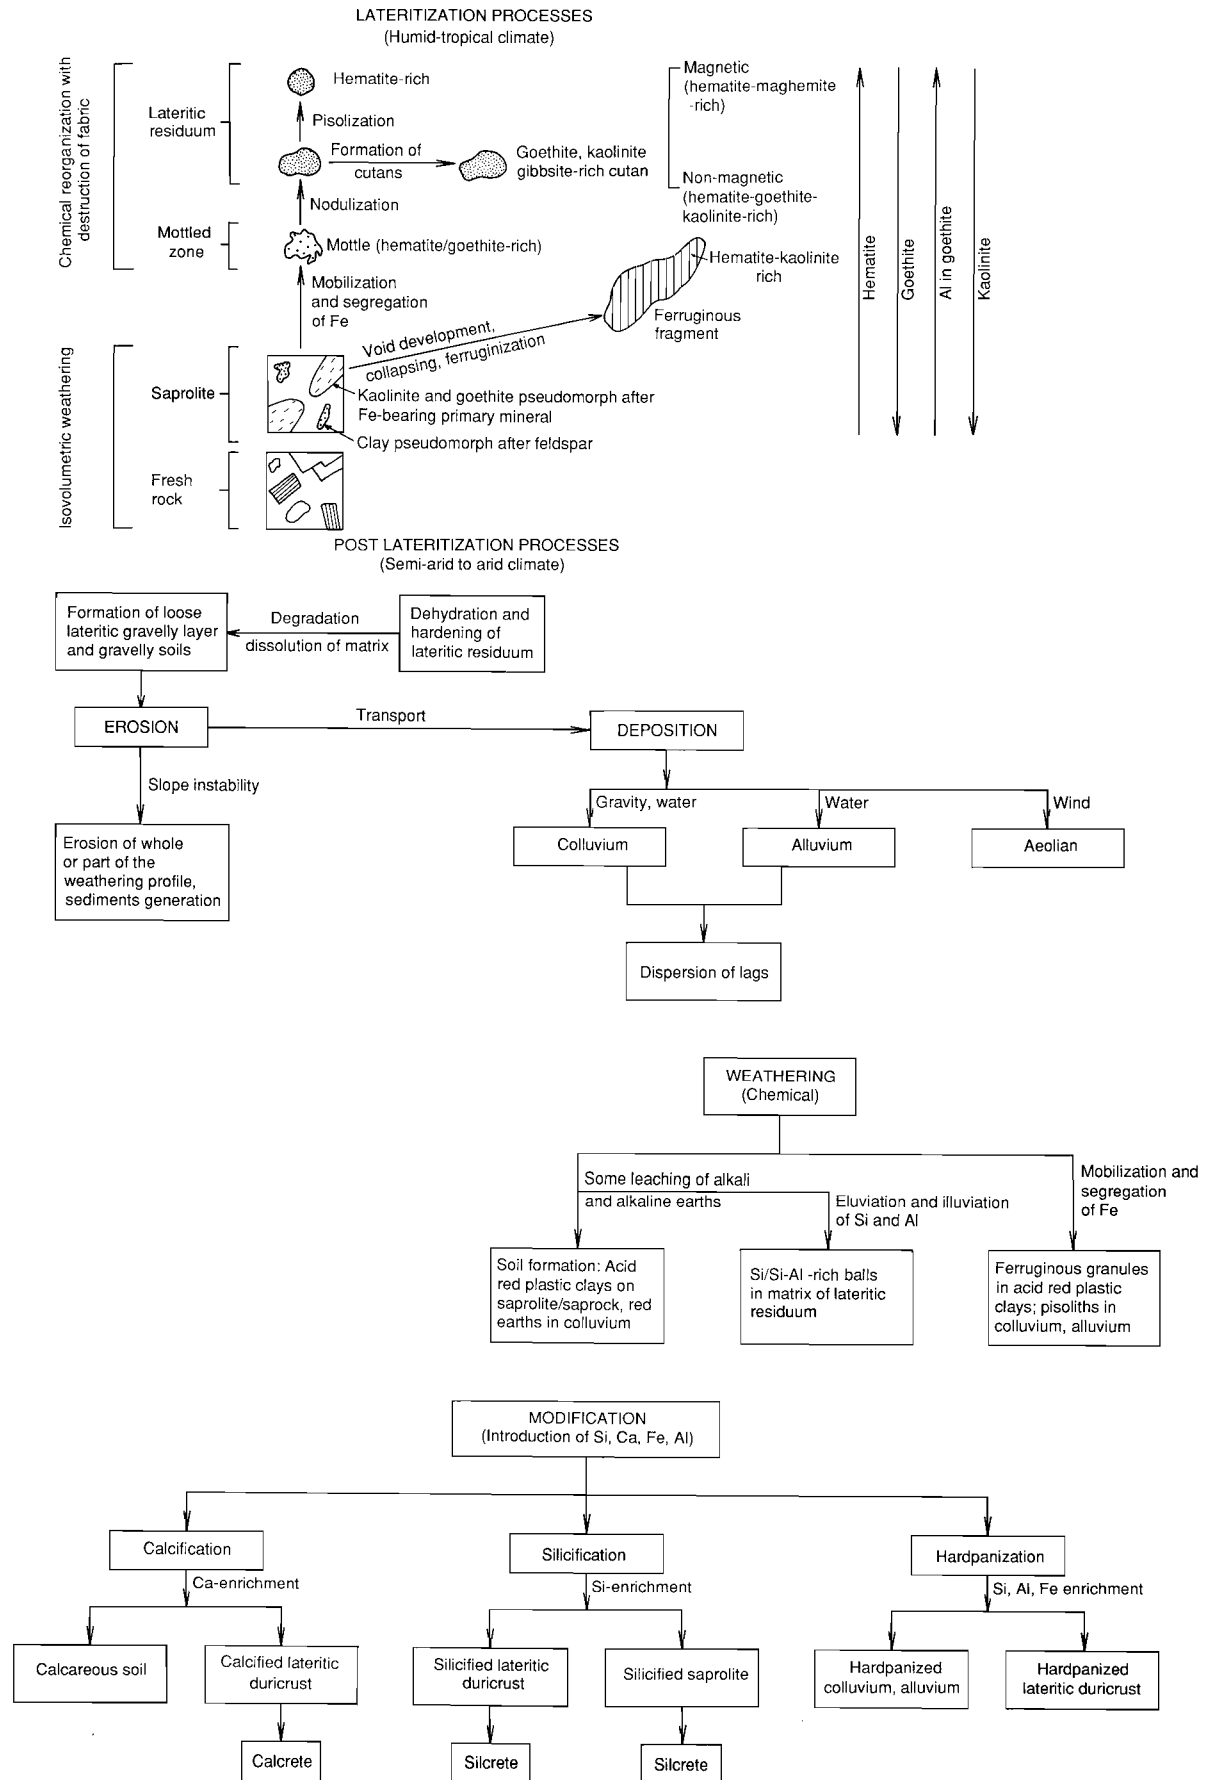 LATERITIZATION PROCESSES
(Humid-tropical climate)
Chemical reorganization with
destruction of fabric
Lateritic
residuum
Hematite-rich
Pisolization
Formation of
cutans
Goethite, kaolinite
gibbsite-rich cutan
Nodulization
Mottled
zone
Mottle (hematite/goethite-rich)
Mobilization
and segregation
of Fe
Magnetic
(hematite-maghemite
-rich)
Non-magnetic
(hematite-goethite-
kaolinite-rich)
Hematite-kaolinite
rich
Ferruginous
fragment
Void development,
collapsing, ferruginization
Hematite
Goethite
Al in goethite
Kaolinite
Isovolumetric weathering
Saprolite
Kaolinite and goethite pseudomorph after
Fe-bearing primary mineral
Clay pseudomorph after feldspar
Fresh
rock
POST LATERITIZATION PROCESSES
(Semi-arid to arid climate)
Formation of loose
lateritic gravelly layer
and gravelly soils
Degradation
dissolution of matrix
Dehydration and
hardening of
lateritic residuum
EROSION
Transport
DEPOSITION
Slope instability
Erosion of whole
or part of the
weathering profile,
sediments generation
Gravity, water
Water
Wind
Colluvium
Alluvium
Aeolian
Dispersion of lags
WEATHERING
(Chemical)
Some leaching of alkali
and alkaline earths
Eluviation and illuviation
of Si and Al
Mobilization and
segregation
of Fe
Soil formation: Acid
red plastic clays on
saprolite/saprock, red
earths in colluvium
Si/Si-Al -rich balls
in matrix of lateritic
residuum
Ferruginous granules
in acid red plastic
clays; pisoliths in
colluvium, alluvium
MODIFICATION
(Introduction of Si, Ca, Fe, Al)
Calcification
Silicification
Hardpanization
Ca-enrichment
Si-enrichment
Si, Al, Fe enrichment
Calcareous soil
Calcified lateritic
duricrust
Silicified lateritic
duricrust
Silicified saprolite
Hardpanized
colluvium, alluvium
Hardpanized
lateritic duricrust
Calcrete
Silcrete
Silcrete